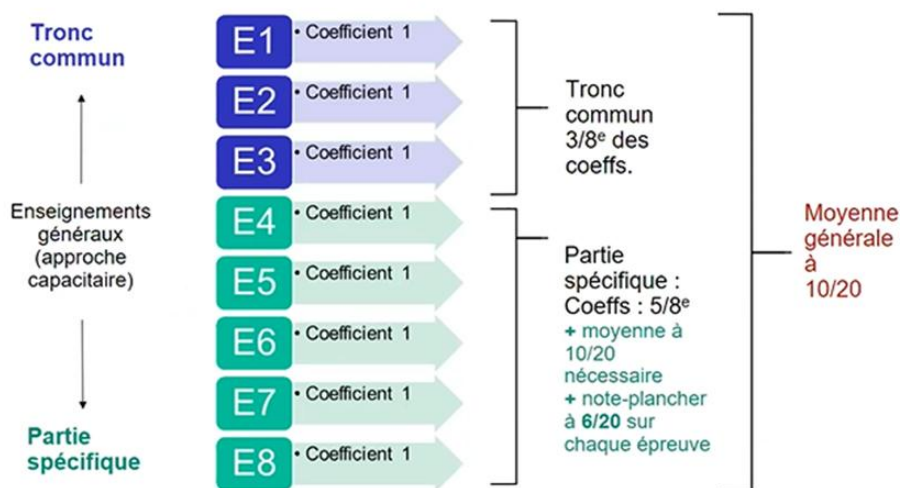 Tronc
commun
Enseignements
généraux
(approche
capacitaire)
Partie
spécifique
E1
• Coefficient 1
E2
• Coefficient 1
E3
• Coefficient 1
E4
• Coefficient 1
E5
• Coefficient 1
E6
• Coefficient 1
E7
• Coefficient 1
E8
• Coefficient 1
Tronc
commun
3/8ᵉ des
coeffs.
Partie
spécifique :
Coeffs : 5/8ᵉ
+ moyenne à
10/20
nécessaire
+ note-plancher
à 6/20 sur
chaque épreuve
Moyenne
générale
à
10/20